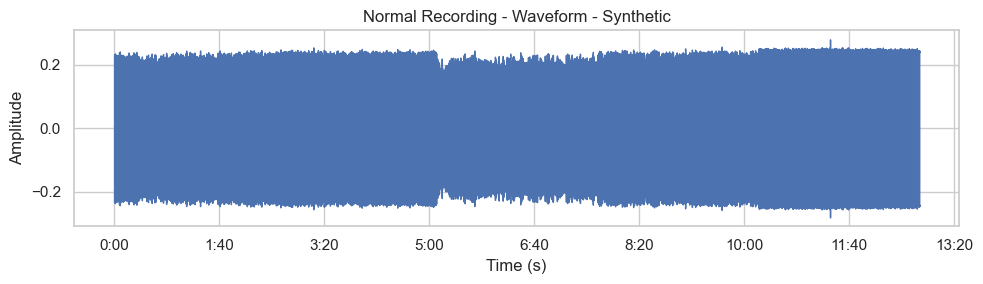 Normal Recording - Waveform - Synthetic
Amplitude
0.2
0.0
−0.2
0:00 1:40 3:20 5:00 6:40 8:20 10:00 11:40 13:20
Time (s)